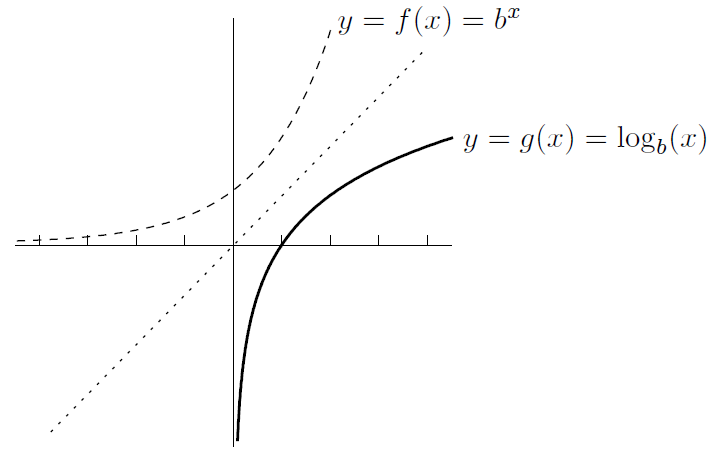 y = f(x) = b^x
y = g(x) = log_b(x)